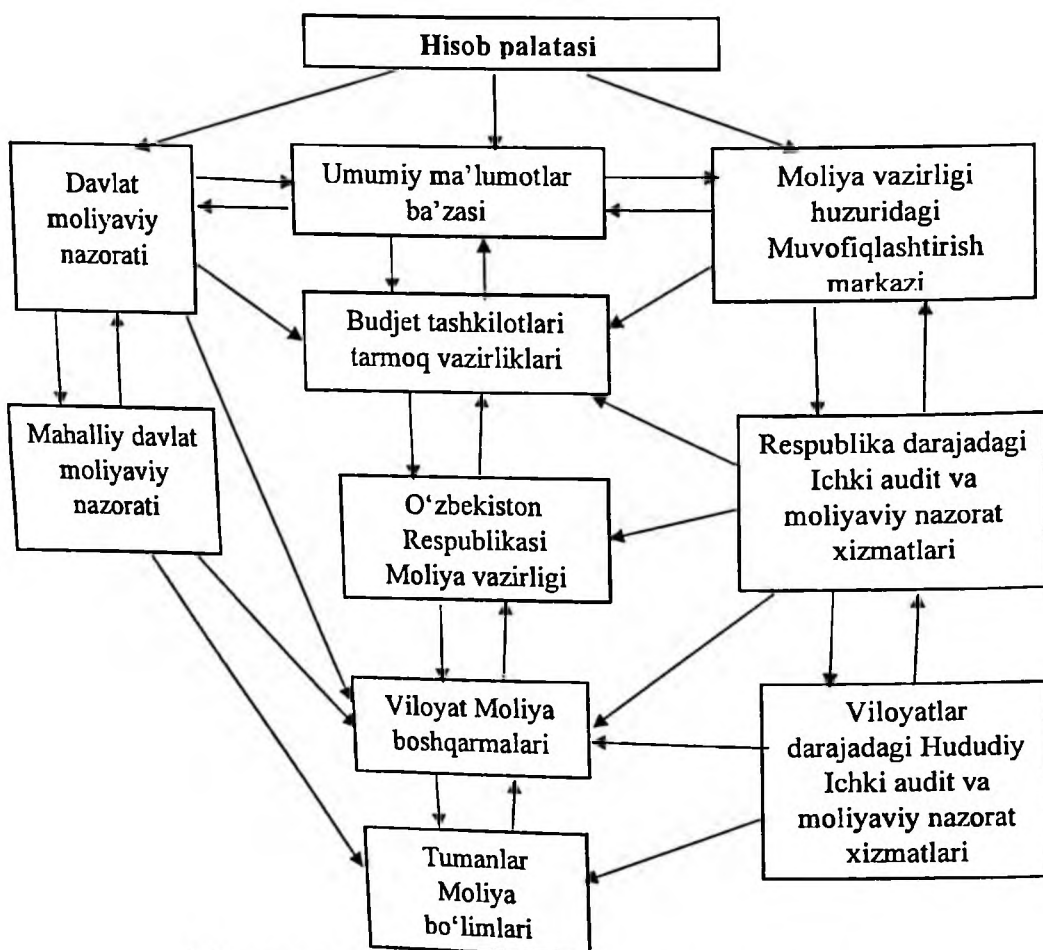 Hisob palatasi
Davlat
moliyaviy
nazorati
Umumiy ma’lumotlar
ba’zasi
Moliya vazirligi
huzuridagi
Muvofiqlashtirish
markazi
Budjet tashkilotlari
tarmoq vazirliklari
Mahalliy davlat
moliyaviy
nazorati
O‘zbekiston
Respublikasi
Moliya vazirligi
Respublika darajadagi
Ichki audit va
moliyaviy nazorat
xizmatlari
Viloyat Moliya
boshqarmalari
Viloyatlar
darajadagi Hududiy
Ichki audit va
moliyaviy nazorat
xizmatlari
Tumanlar
Moliya
bo‘limlari